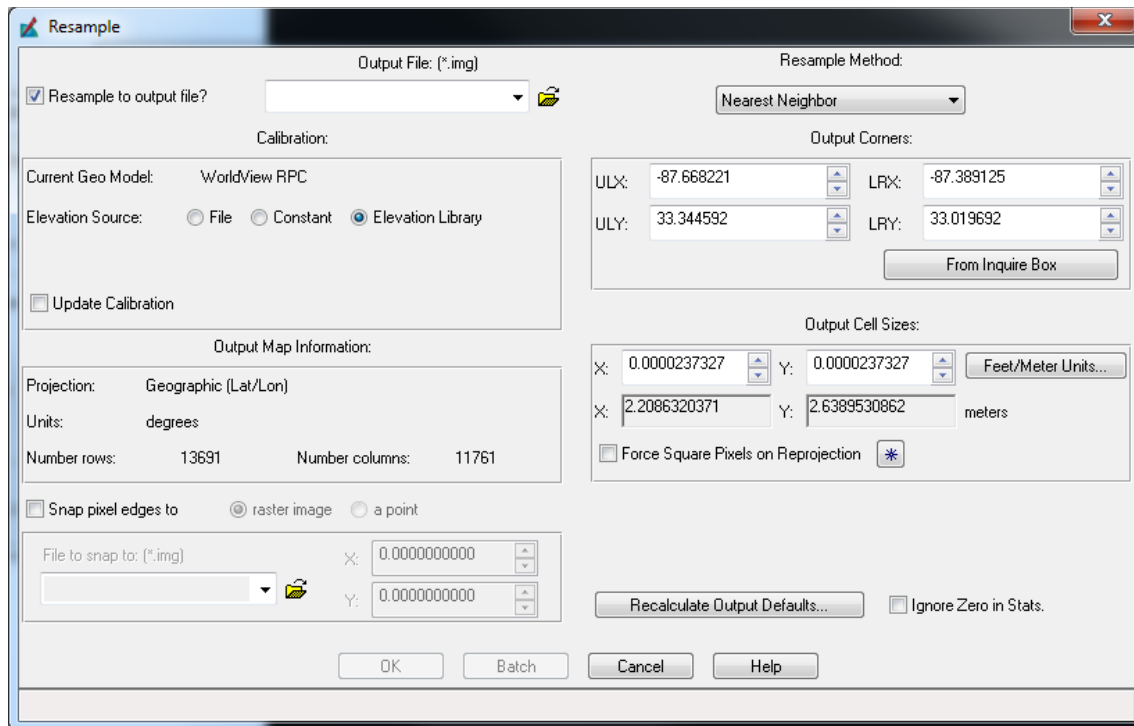 Resample
Output File: (*.img)
Resample to output file?
Resample Method:
Nearest Neighbor
Calibration:
Current Geo Model: WorldView RPC
Elevation Source: File Constant Elevation Library
Update Calibration
Output Corners:
ULX: -87.668221 LRX: -87.389125
ULY: 33.344592 LRY: 33.019692
From Inquire Box
Output Map Information:
Projection: Geographic (Lat/Lon)
Units: degrees
Number rows: 13691 Number columns: 11761
Output Cell Sizes:
X: 0.0000237327 Y: 0.0000237327 Feet/Meter Units...
X: 2.2086320371 Y: 2.6389530862 meters
Force Square Pixels on Reprojection
Snap pixel edges to raster image a point
File to snap to: (*.img)
X: 0.0000000000
Y: 0.0000000000
Recalculate Output Defaults... Ignore Zero in Stats.
OK Batch Cancel Help